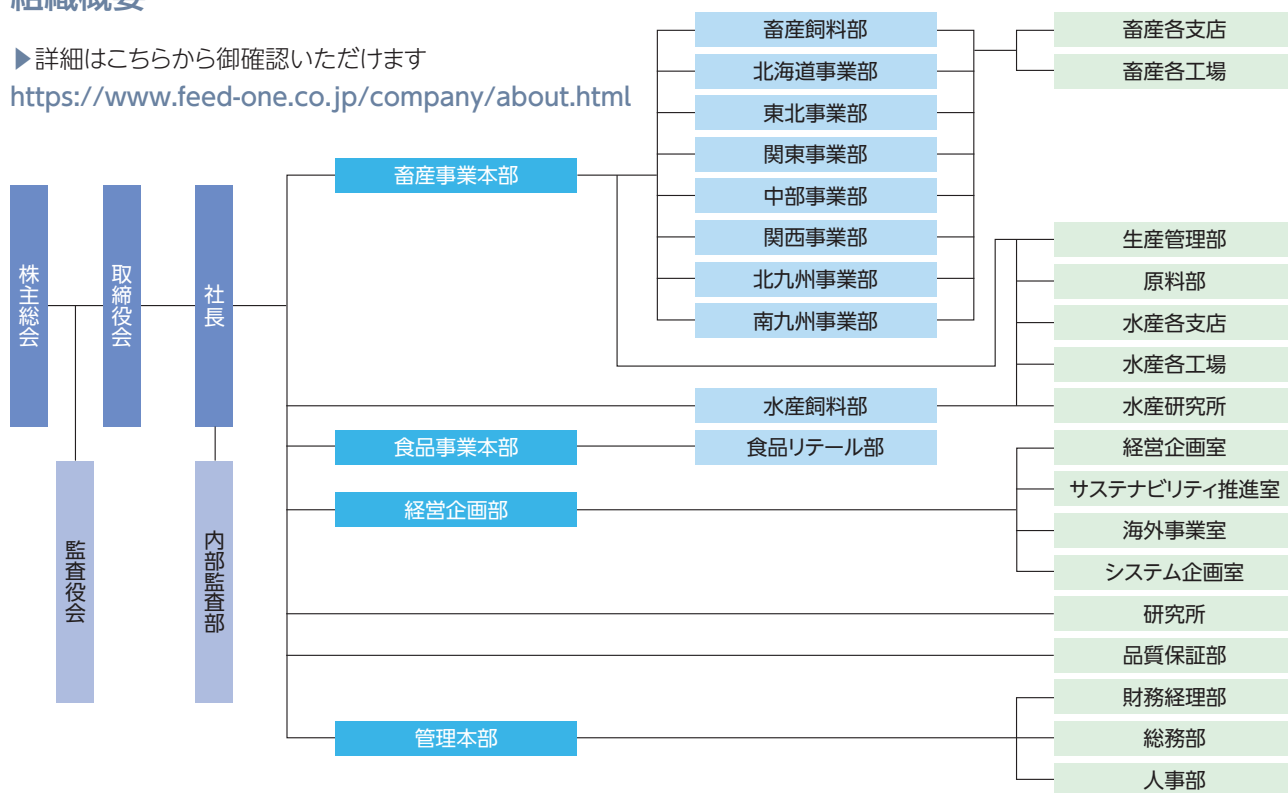 組織概要
▶詳細はこちらから御確認いただけます
https://www.feed-one.co.jp/company/about.html
株主総会
取締役会
社長
監査役会
内部監査部
畜産事業本部
食品事業本部
経営企画部
管理本部
畜産飼料部
北海道事業部
東北事業部
関東事業部
中部事業部
関西事業部
北九州事業部
南九州事業部
水産飼料部
食品リテール部
畜産各支店
畜産各工場
生産管理部
原料部
水産各支店
水産各工場
水産研究所
経営企画室
サステナビリティ推進室
海外事業室
システム企画室
研究所
品質保証部
財務経理部
総務部
人事部